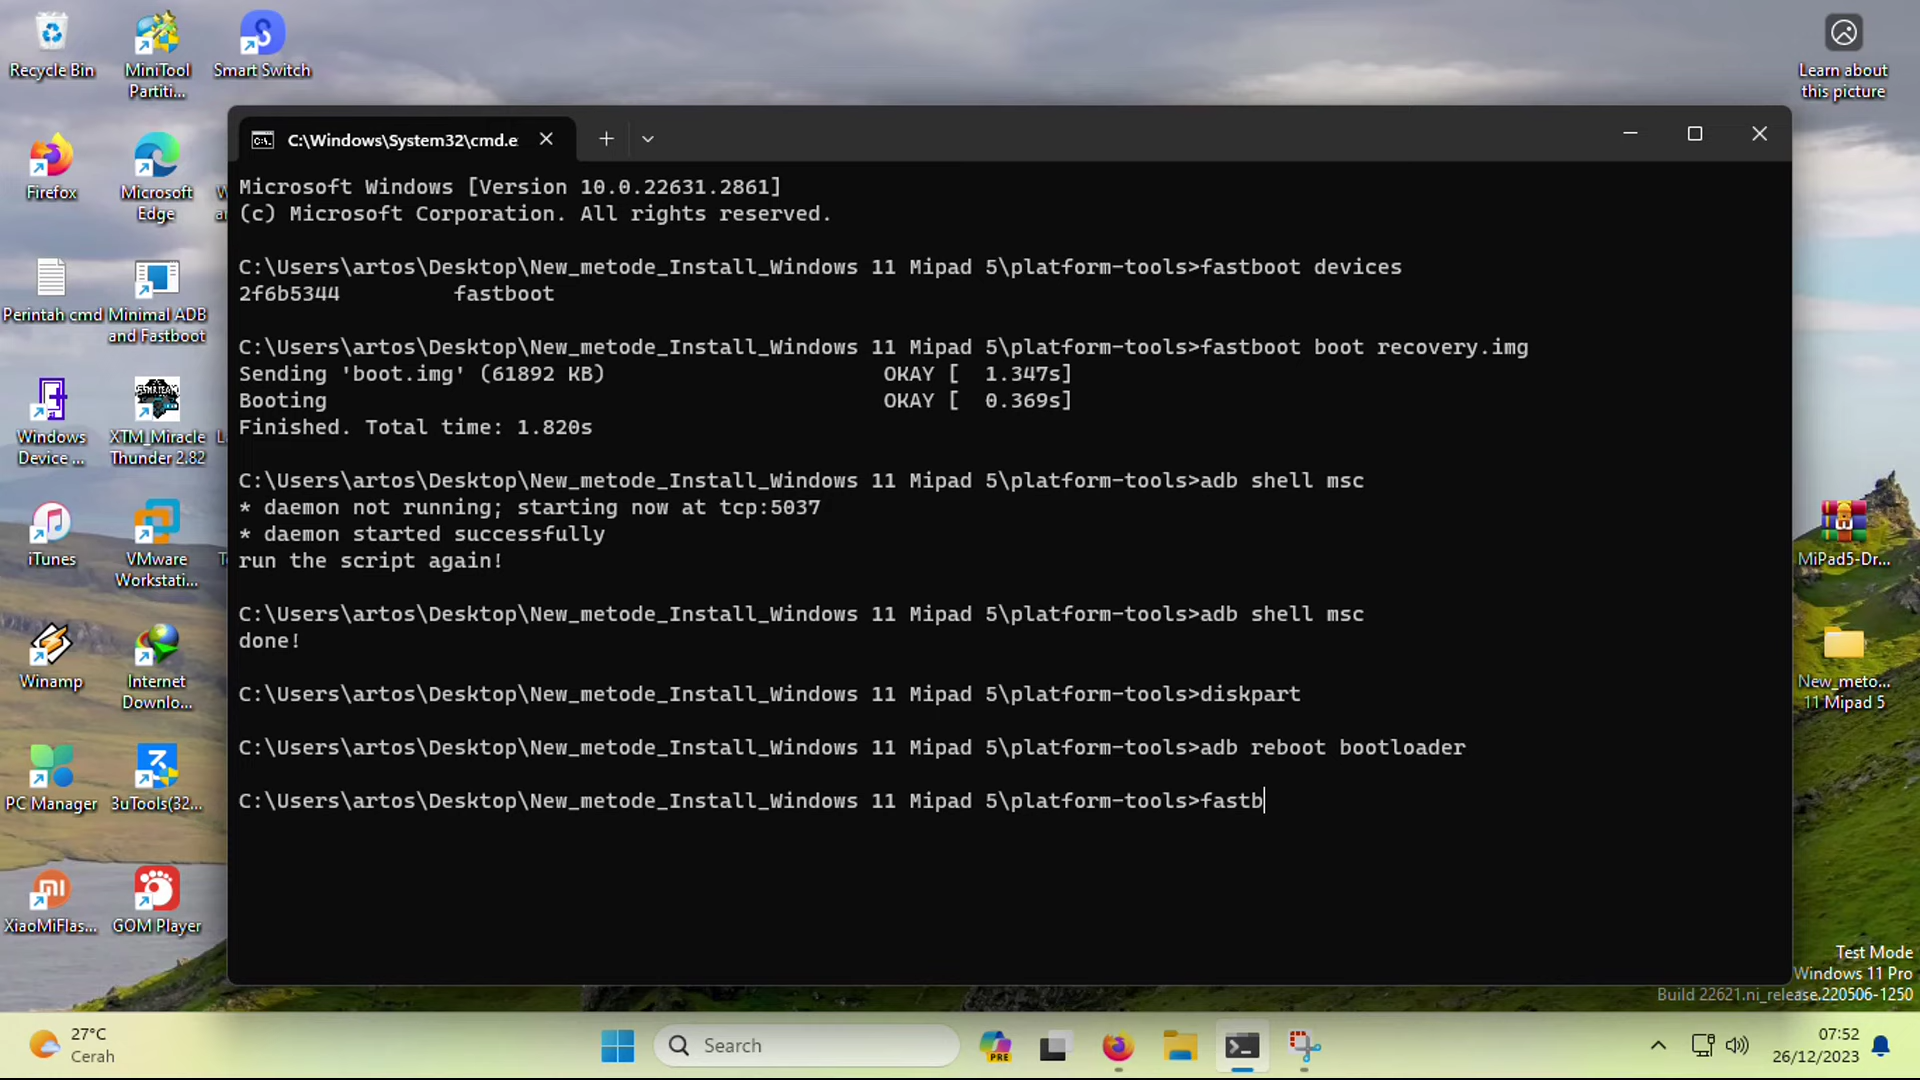 Recycle Bin
MiniTool
Partiti...
Smart Switch
Learn about
this picture
Firefox
Microsoft
Edge
Perintah cmd
Minimal ADB
and Fastboot
Windows
Device ...
XTM_Miracle
Thunder 2.82
iTunes
VMware
Workstati...
Winamp
Internet
Downlo...
PC Manager
3uTools(32...
XiaoMiFlas...
GOM Player
MiPad5-Dr...
New_meto...
11 Mipad 5
C:\Windows\System32\cmd.e
Microsoft Windows [Version 10.0.22631.2861]
(c) Microsoft Corporation. All rights reserved.
C:\Users\artos\Desktop\New_metode_Install_Windows 11 Mipad 5\platform-tools>fastboot devices
2f6b5344         fastboot
C:\Users\artos\Desktop\New_metode_Install_Windows 11 Mipad 5\platform-tools>fastboot boot recovery.img
Sending 'boot.img' (61892 KB)                      OKAY [  1.347s]
Booting                                            OKAY [  0.369s]
Finished. Total time: 1.820s
C:\Users\artos\Desktop\New_metode_Install_Windows 11 Mipad 5\platform-tools>adb shell msc
* daemon not running; starting now at tcp:5037
* daemon started successfully
run the script again!
C:\Users\artos\Desktop\New_metode_Install_Windows 11 Mipad 5\platform-tools>adb shell msc
done!
C:\Users\artos\Desktop\New_metode_Install_Windows 11 Mipad 5\platform-tools>diskpart
C:\Users\artos\Desktop\New_metode_Install_Windows 11 Mipad 5\platform-tools>adb reboot bootloader
C:\Users\artos\Desktop\New_metode_Install_Windows 11 Mipad 5\platform-tools>fastb
Test Mode
Windows 11 Pro
Build 22621.ni_release.220506-1250
27°C
Cerah
Search
PRE
07:52
26/12/2023